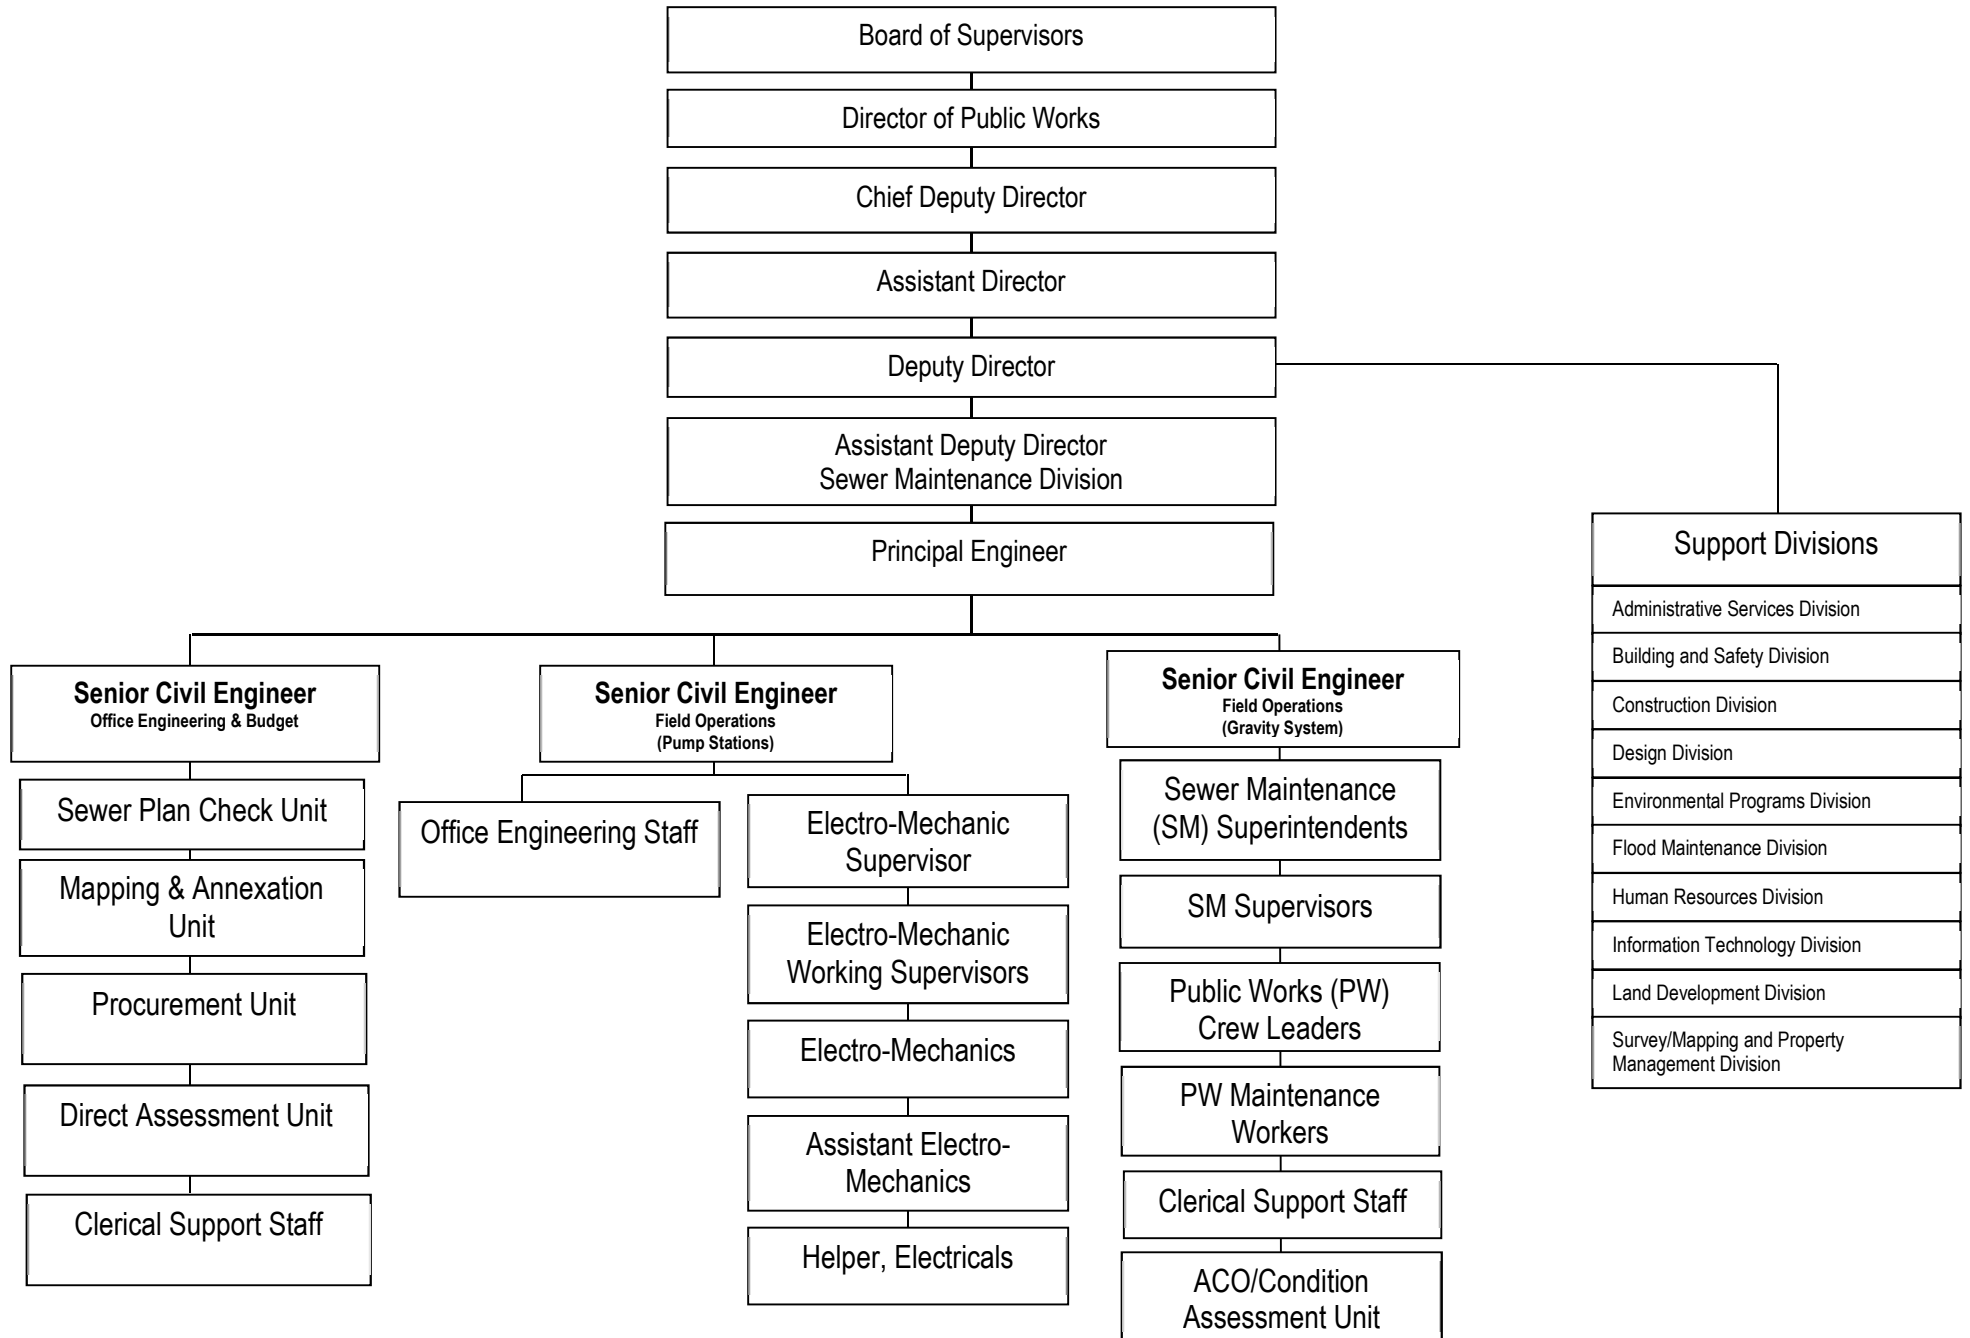 Board of Supervisors
Director of Public Works
Chief Deputy Director
Assistant Director
Deputy Director
Assistant Deputy Director
Sewer Maintenance Division
Principal Engineer
Senior Civil Engineer
Office Engineering & Budget
Sewer Plan Check Unit
Mapping & Annexation
Unit
Procurement Unit
Direct Assessment Unit
Clerical Support Staff
Senior Civil Engineer
Field Operations
(Pump Stations)
Office Engineering Staff
Electro-Mechanic
Supervisor
Electro-Mechanic
Working Supervisors
Electro-Mechanics
Assistant Electro-
Mechanics
Helper, Electricals
Senior Civil Engineer
Field Operations
(Gravity System)
Sewer Maintenance
(SM) Superintendents
SM Supervisors
Public Works (PW)
Crew Leaders
PW Maintenance
Workers
Clerical Support Staff
ACO/Condition
Assessment Unit
Support Divisions
Administrative Services Division
Building and Safety Division
Construction Division
Design Division
Environmental Programs Division
Flood Maintenance Division
Human Resources Division
Information Technology Division
Land Development Division
Survey/Mapping and Property
Management Division